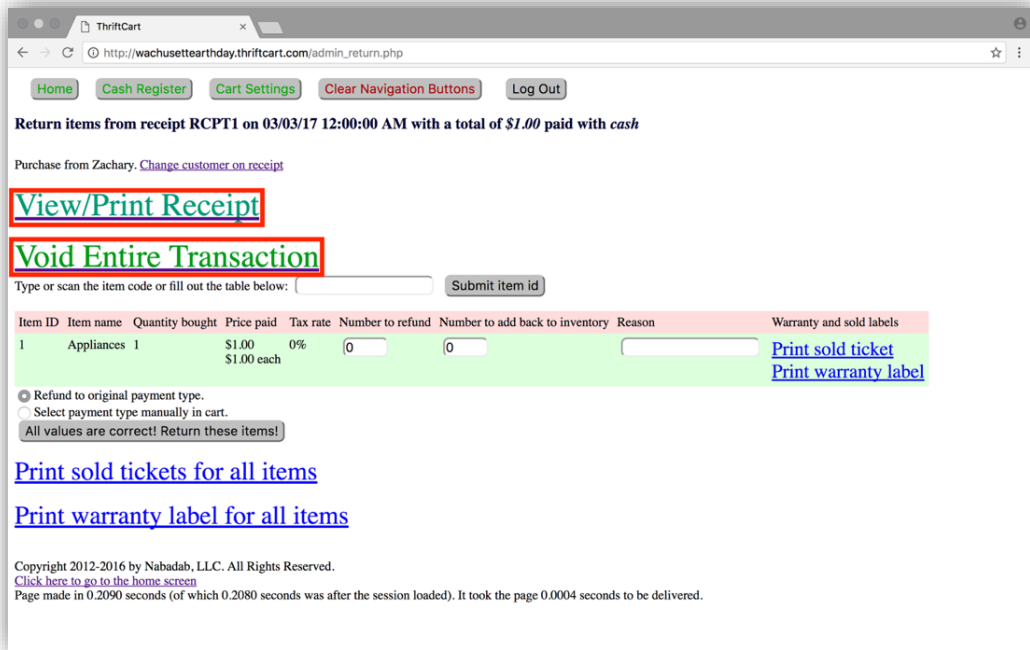 ThriftCart
http://wachusettearthday.thriftcart.com/admin_return.php
Home Cash Register Cart Settings Clear Navigation Buttons Log Out
Return items from receipt RCPT1 on 03/03/17 12:00:00 AM with a total of $1.00 paid with cash
Purchase from Zachary. Change customer on receipt
View/Print Receipt
Void Entire Transaction
Type or scan the item code or fill out the table below: Submit item id
Item ID Item name Quantity bought Price paid Tax rate Number to refund Number to add back to inventory Reason Warranty and sold labels
1 Appliances 1 $1.00 0% 0 0 Print sold ticket
$1.00 each Print warranty label
Refund to original payment type.
Select payment type manually in cart.
All values are correct! Return these items!
Print sold tickets for all items
Print warranty label for all items
Copyright 2012-2016 by Nabadab, LLC. All Rights Reserved.
Click here to go to the home screen
Page made in 0.2090 seconds (of which 0.2080 seconds was after the session loaded). It took the page 0.0004 seconds to be delivered.